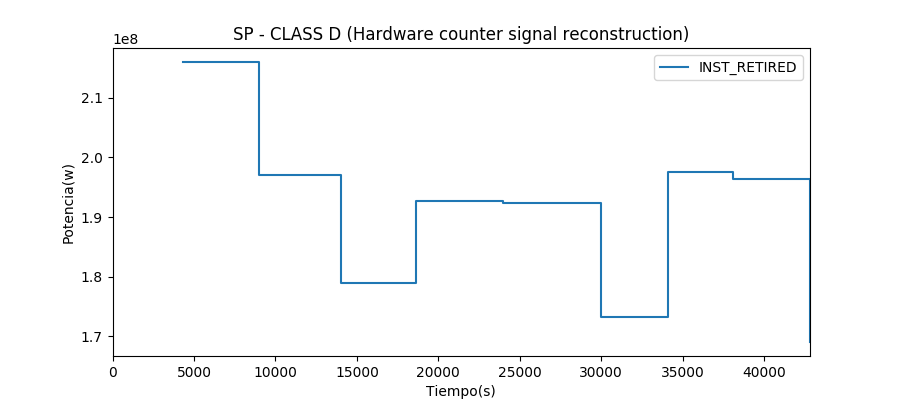 SP - CLASS D (Hardware counter signal reconstruction)
1e8
INST_RETIRED
2.1
2.0
1.9
1.8
1.7
Potencia(w)
0 5000 10000 15000 20000 25000 30000 35000 40000
Tiempo(s)